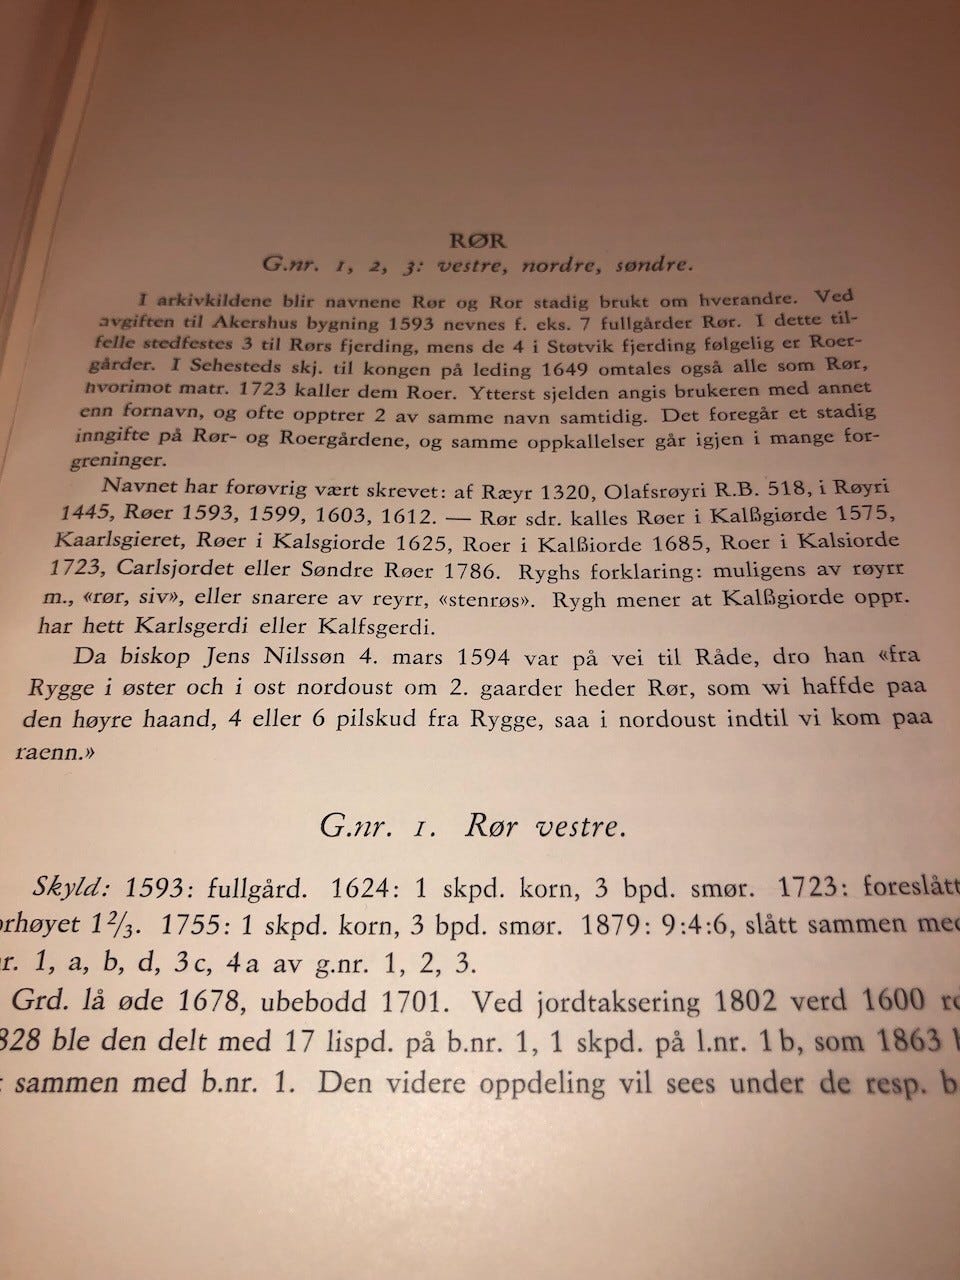 RØR
G.nr. 1, 2, 3: vestre, nordre, søndre.
I arkivkildene blir navnene Rør og Ror stadig brukt om hverandre. Ved
avgiften til Akershus bygning 1593 nevnes f. eks. 7 fullgårder Rør. I dette til-
felle stedfestes 3 til Rørs fjerding, mens de 4 i Støtvik fjerding følgelig er Roer-
gårder. I Sehesteds skj. til kongen på leding 1649 omtales også alle som Rør,
hvorimot matr. 1723 kaller dem Roer. Ytterst sjelden angis brukeren med annet
enn fornavn, og ofte opptrer 2 av samme navn samtidig. Det foregår et stadig
inngifte på Rør- og Roergårdene, og samme oppkallelser går igjen i mange for-
greninger.
Navnet har forøvrig vært skrevet: af Ræyr 1320, Olafsrøyri R.B. 518, i Røyri
1445, Røer 1593, 1599, 1603, 1612. — Rør sdr. kalles Røer i Kalßgiørde 1575,
Kaarlsgieret, Røer i Kalsgiorde 1625, Roer i Kalßiorde 1685, Roer i Kalsiorde
1723, Carlsjordet eller Søndre Røer 1786. Ryghs forklaring: muligens av røyrr
m., «rør, siv», eller snarere av reyrr, «stenrøs». Rygh mener at Kalßgiorde oppr.
har hett Karlsgerdi eller Kalfsgerdi.
Da biskop Jens Nilssøn 4. mars 1594 var på vei til Råde, dro han «fra
Rygge i øster och i ost nordoust om 2. gaarder heder Rør, som wi haffde paa
den høyre haand, 4 eller 6 pilskud fra Rygge, saa i nordoust indtil vi kom paa
raenn.»
G.nr. 1. Rør vestre.
Skyld: 1593: fullgård. 1624: 1 skpd. korn, 3 bpd. smør. 1723: foreslått
orhøyet 1 2/3. 1755: 1 skpd. korn, 3 bpd. smør. 1879: 9:4:6, slått sammen med
r. 1, a, b, d, 3c, 4a av g.nr. 1, 2, 3.
Grd. lå øde 1678, ubebodd 1701. Ved jordtaksering 1802 verd 1600
828 ble den delt med 17 lispd. på b.nr. 1, 1 skpd. på l.nr. 1b, som 1863
sammen med b.nr. 1. Den videre oppdeling vil sees under de resp. b